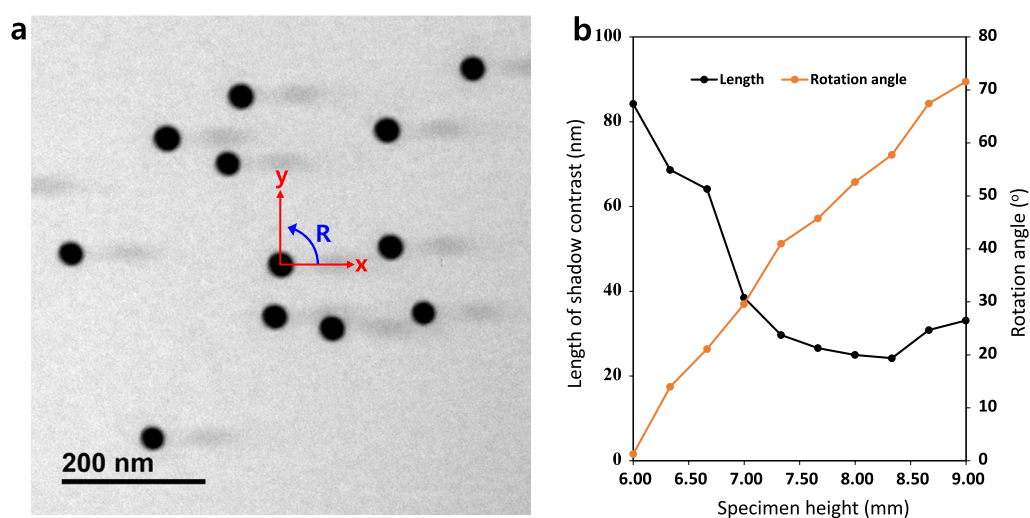 a
y
R
x
200 nm
b
Length
Rotation angle
Length of shadow contrast (nm)
100
80
60
40
20
0
Rotation angle (°)
80
70
60
50
40
30
20
10
0
6.00 6.50 7.00 7.50 8.00 8.50 9.00
Specimen height (mm)